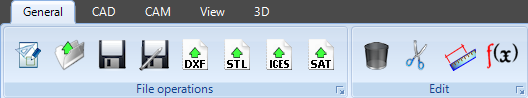 General CAD CAM View 3D
DXF STL IGES SAT f(x)
File operations Edit